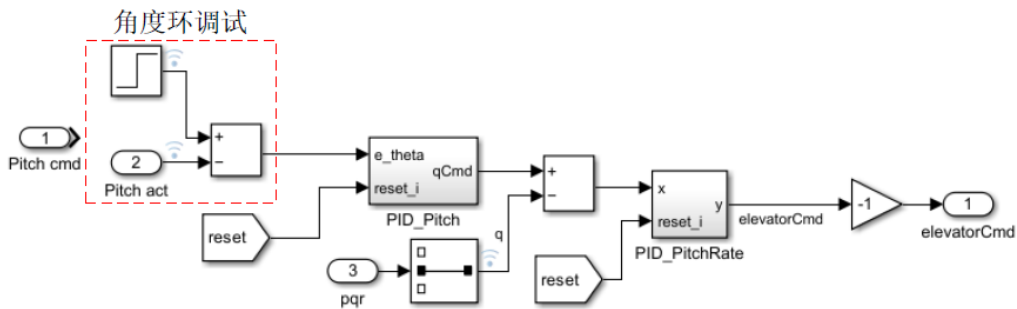 角度环调试
1
Pitch cmd
+
−
2
Pitch act
e_theta
qCmd
reset_i
PID_Pitch
reset
+
−
q
3
pqr
x
y
reset_i
PID_PitchRate
reset
elevatorCmd
-1
1
elevatorCmd